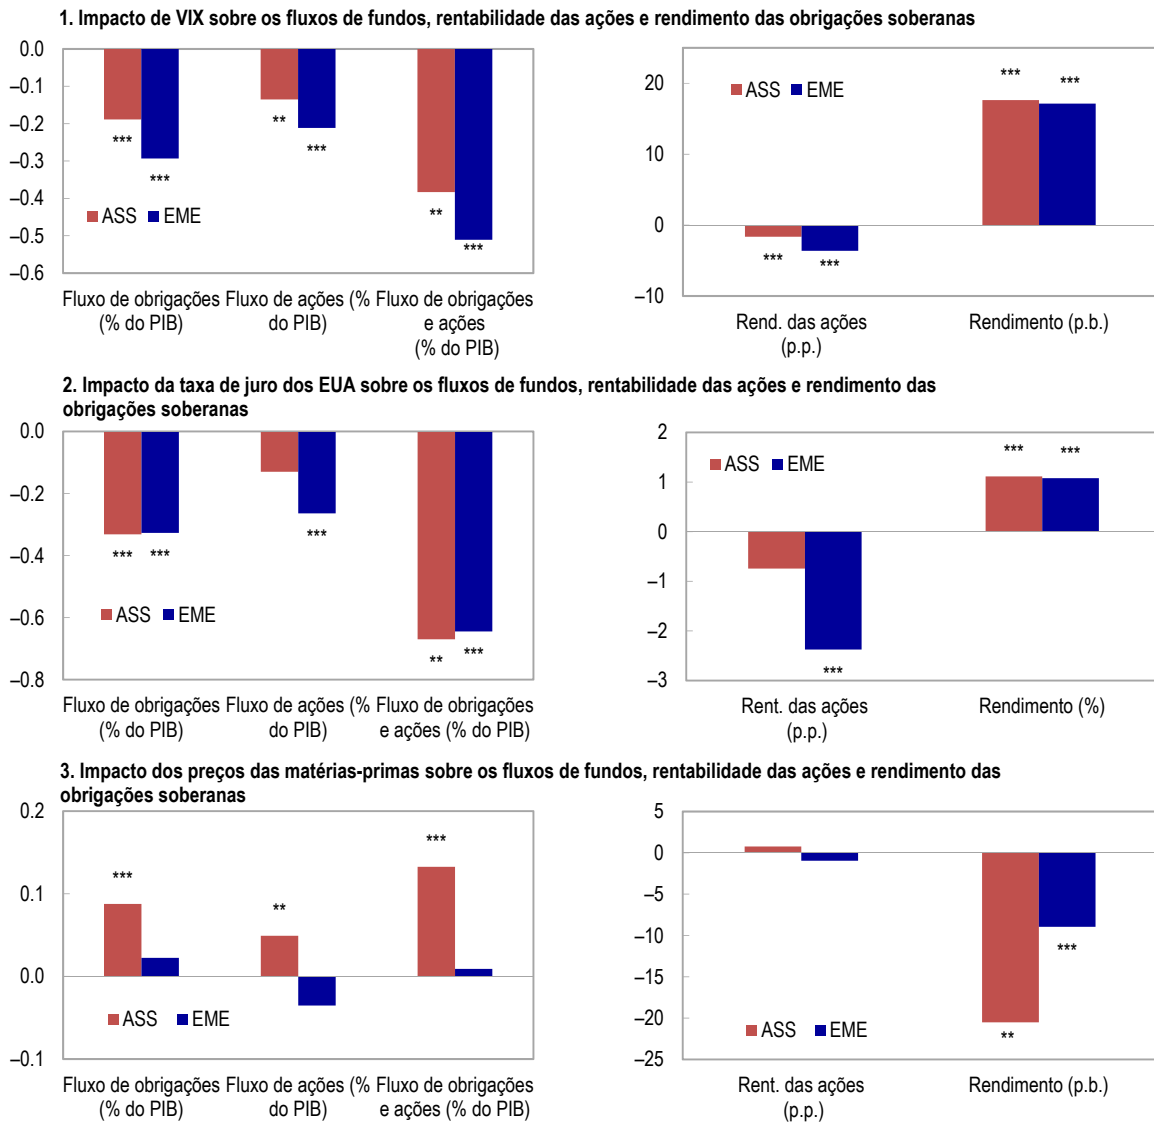 1. Impacto de VIX sobre os fluxos de fundos, rentabilidade das ações e rendimento das obrigações soberanas
0.0
–0.1
–0.2
–0.3
–0.4
–0.5
–0.6
*** *** ** *** ** ***
ASS EME
Fluxo de obrigações Fluxo de ações (% Fluxo de obrigações
(% do PIB) do PIB) e ações
(% do PIB)
20
10
0
–10
ASS EME
*** *** *** ***
Rend. das ações Rendimento (p.b.)
(p.p.)
2. Impacto da taxa de juro dos EUA sobre os fluxos de fundos, rentabilidade das ações e rendimento das
obrigações soberanas
0.0
–0.2
–0.4
–0.6
–0.8
*** *** *** ** ***
ASS EME
Fluxo de obrigações Fluxo de ações (% Fluxo de obrigações
(% do PIB) do PIB) e ações (% do PIB)
2
1
0
–1
–2
–3
ASS EME
*** *** ***
Rent. das ações Rendimento (%)
(p.p.)
3. Impacto dos preços das matérias-primas sobre os fluxos de fundos, rentabilidade das ações e rendimento das
obrigações soberanas
0.2
0.1
0.0
–0.1
*** ** ***
ASS EME
Fluxo de obrigações Fluxo de ações (% Fluxo de obrigações
(% do PIB) do PIB) e ações (% do PIB)
5
0
–5
–10
–15
–20
–25
*** **
ASS EME
Rent. das ações Rendimento (p.b.)
(p.p.)